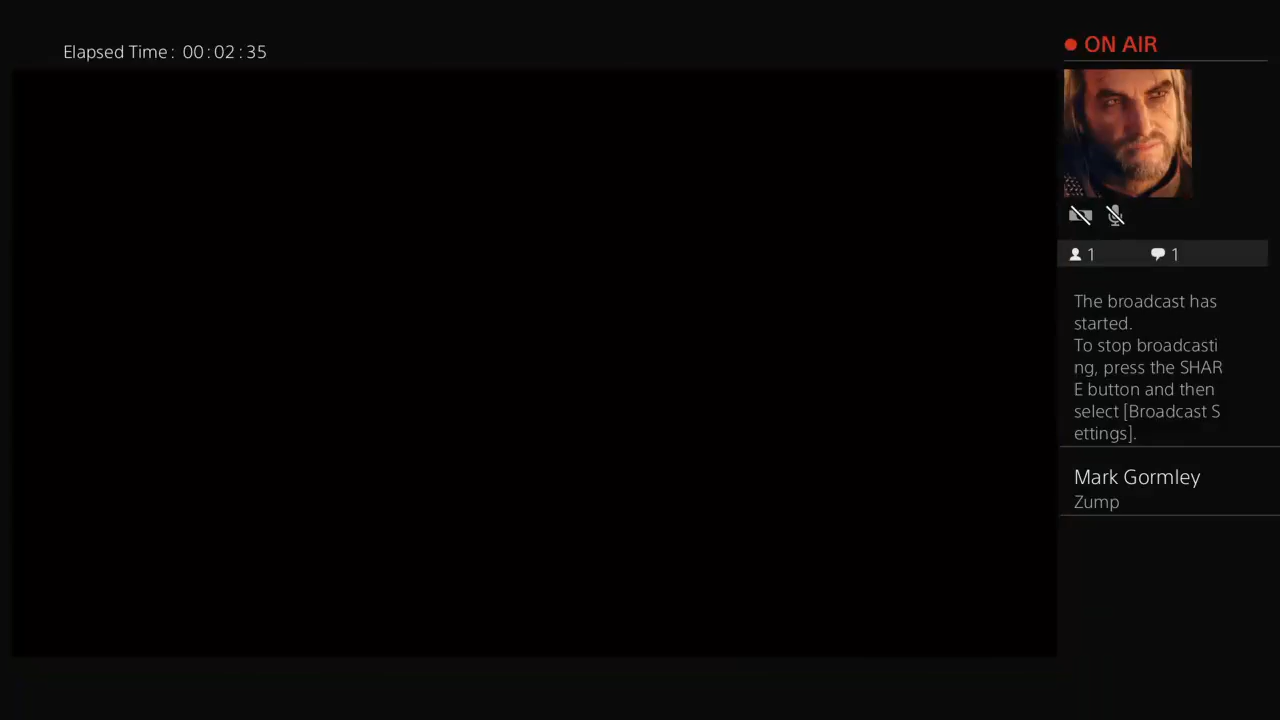 Elapsed Time: 00:02:35
ON AIR
1 1
The broadcast has
started.
To stop broadcasti
ng, press the SHAR
E button and then
select [Broadcast S
ettings].
Mark Gormley
Zump